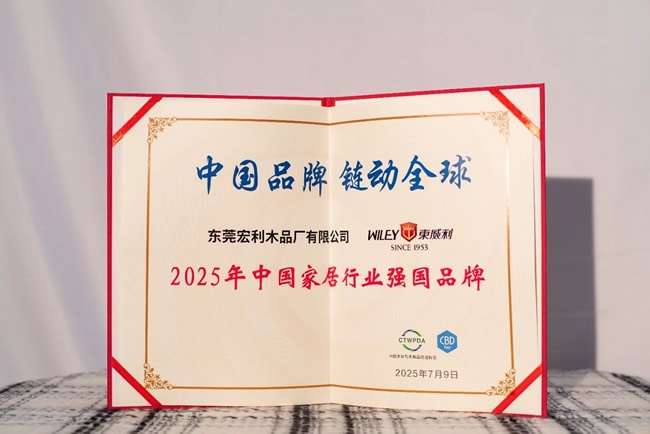 中国品牌 链动全球
东莞宏利木品厂有限公司 WILEY 東威利
SINCE 1953
2025年中国家居行业强国品牌
CTWPDA CBD
2025年7月9日